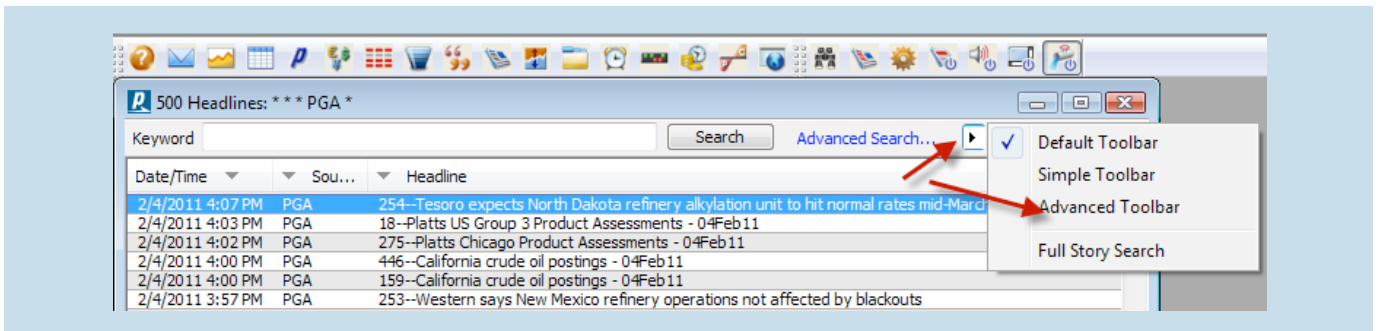 500 Headlines: * * * PGA *
Keyword Search Advanced Search...
Default Toolbar
Simple Toolbar
Advanced Toolbar
Full Story Search
Date/Time Sou... Headline
2/4/2011 4:07 PM PGA 254--Tesoro expects North Dakota refinery alkylation unit to hit normal rates mid-March
2/4/2011 4:03 PM PGA 18--Platts US Group 3 Product Assessments - 04Feb11
2/4/2011 4:02 PM PGA 275--Platts Chicago Product Assessments - 04Feb11
2/4/2011 4:00 PM PGA 446--California crude oil postings - 04Feb11
2/4/2011 4:00 PM PGA 159--California crude oil postings - 04Feb11
2/4/2011 3:57 PM PGA 253--Western says New Mexico refinery operations not affected by blackouts